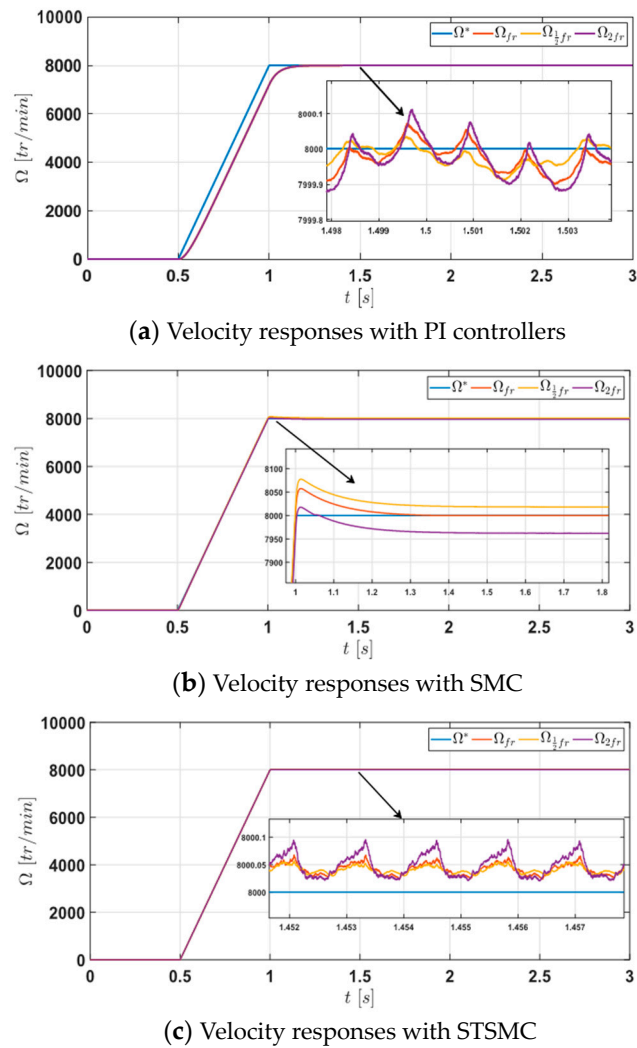 Ω* Ω_fr Ω_½fr Ω_2fr
10000
8000
6000
4000
2000
0
Ω [tr/min]
8000.1
8000
7999.9
7999.8
1.498 1.499 1.5 1.501 1.502 1.503
0 0.5 1 1.5 2 2.5 3
t [s]
(a) Velocity responses with PI controllers
Ω* Ω_fr Ω_½fr Ω_2fr
10000
8000
6000
4000
2000
0
Ω [tr/min]
8100
8050
8000
7950
7900
1 1.1 1.2 1.3 1.4 1.5 1.6 1.7 1.8
0 0.5 1 1.5 2 2.5 3
t [s]
(b) Velocity responses with SMC
Ω* Ω_fr Ω_½fr Ω_2fr
10000
8000
6000
4000
2000
0
Ω [tr/min]
8000.1
8000.05
8000
1.452 1.453 1.454 1.455 1.456 1.457
0 0.5 1 1.5 2 2.5 3
t [s]
(c) Velocity responses with STSMC